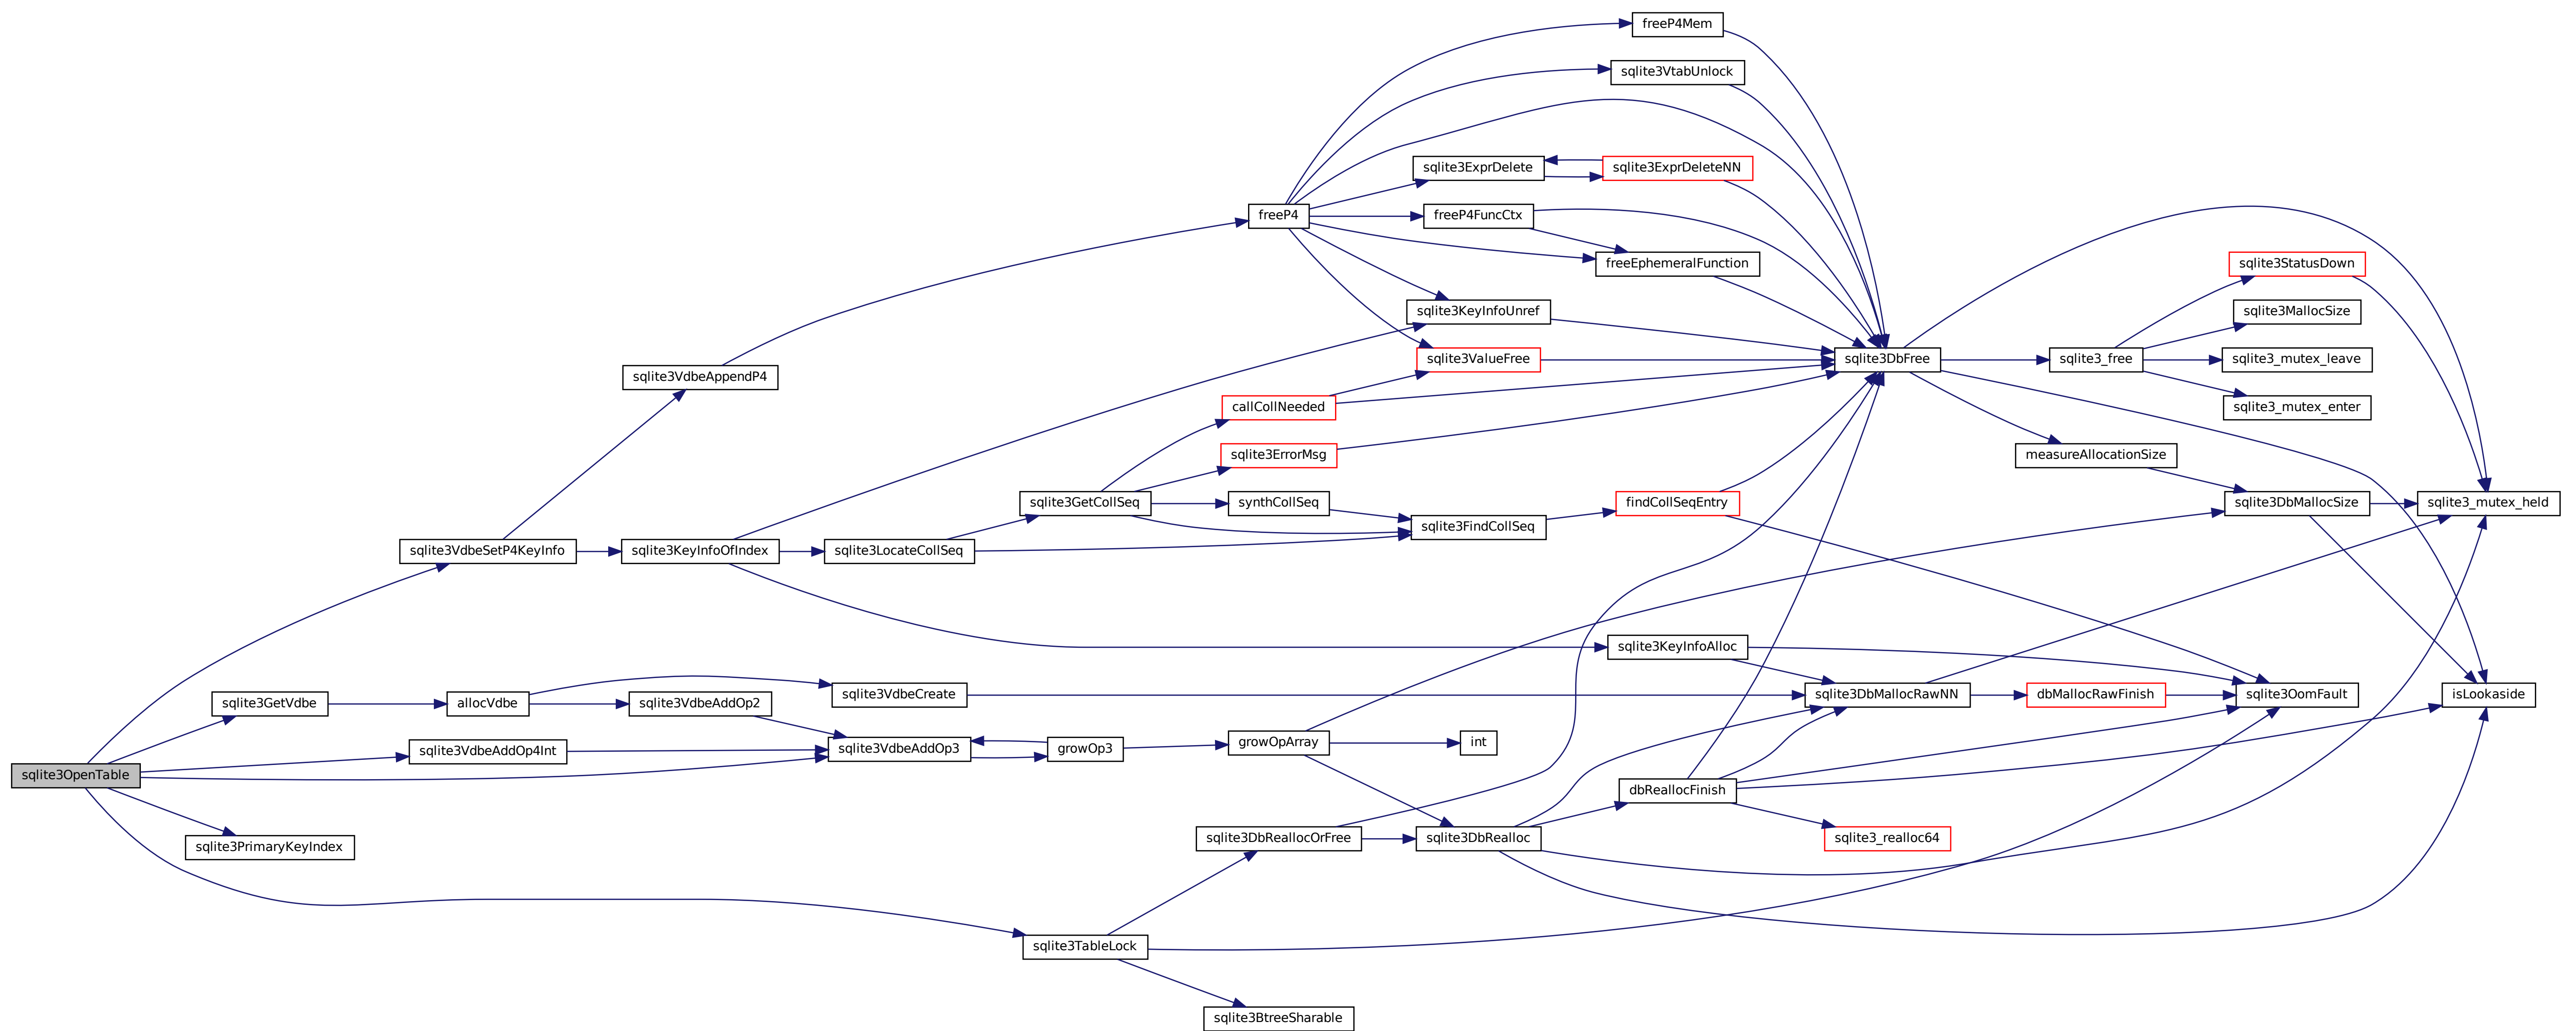 freeP4Mem
sqlite3VtabUnlock
sqlite3ExprDelete
sqlite3ExprDeleteNN
freeP4
freeP4FuncCtx
freeEphemeralFunction
sqlite3StatusDown
sqlite3KeyInfoUnref
sqlite3MallocSize
sqlite3ValueFree
sqlite3DbFree
sqlite3_free
sqlite3_mutex_leave
sqlite3VdbeAppendP4
callCollNeeded
sqlite3_mutex_enter
sqlite3ErrorMsg
measureAllocationSize
sqlite3GetCollSeq
synthCollSeq
findCollSeqEntry
sqlite3DbMallocSize
sqlite3_mutex_held
sqlite3FindCollSeq
sqlite3VdbeSetP4KeyInfo
sqlite3KeyInfoOfIndex
sqlite3LocateCollSeq
sqlite3KeyInfoAlloc
sqlite3VdbeCreate
sqlite3DbMallocRawNN
dbMallocRawFinish
sqlite3OomFault
isLookaside
sqlite3GetVdbe
allocVdbe
sqlite3VdbeAddOp2
sqlite3VdbeAddOp4Int
sqlite3VdbeAddOp3
growOp3
growOpArray
int
sqlite3OpenTable
dbReallocFinish
sqlite3PrimaryKeyIndex
sqlite3DbReallocOrFree
sqlite3DbRealloc
sqlite3_realloc64
sqlite3TableLock
sqlite3BtreeSharable